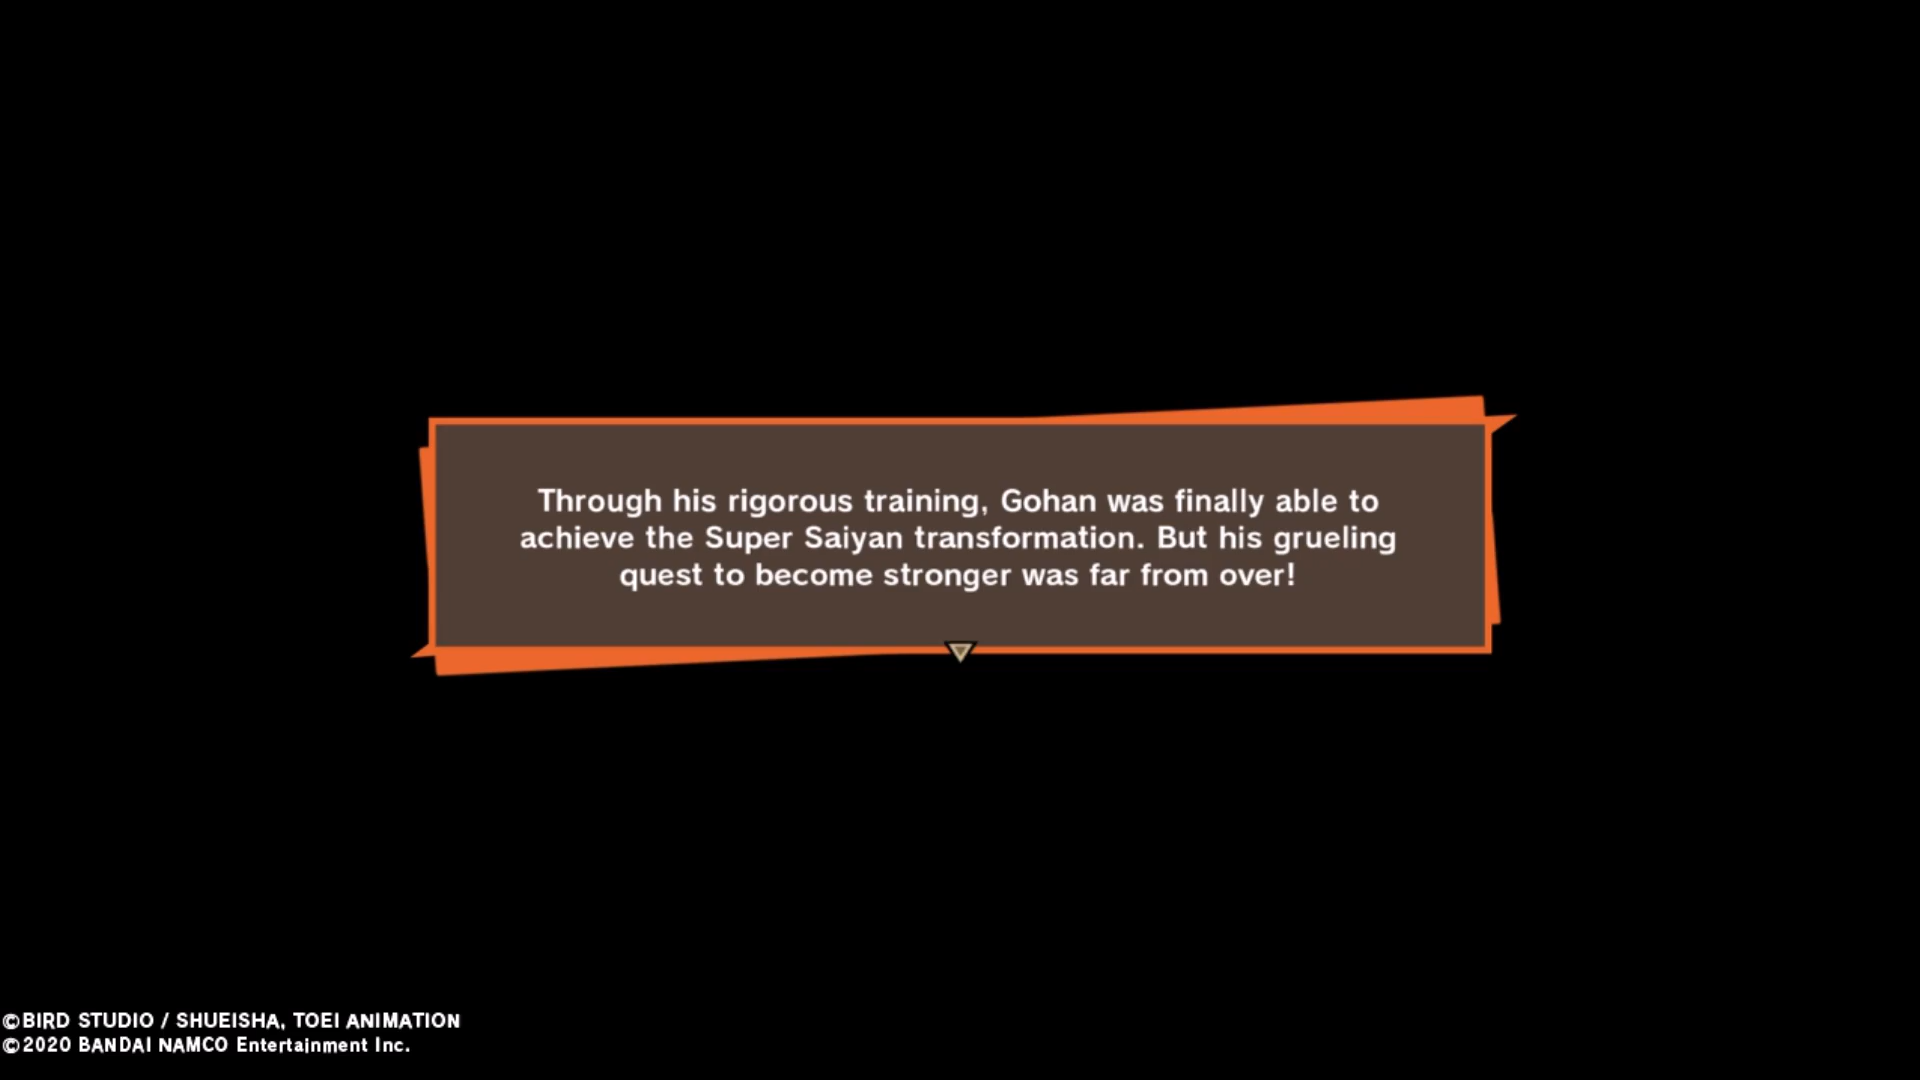 Through his rigorous training, Gohan was finally able to
achieve the Super Saiyan transformation. But his grueling
quest to become stronger was far from over!
©BIRD STUDIO / SHUEISHA, TOEI ANIMATION
©2020 BANDAI NAMCO Entertainment Inc.